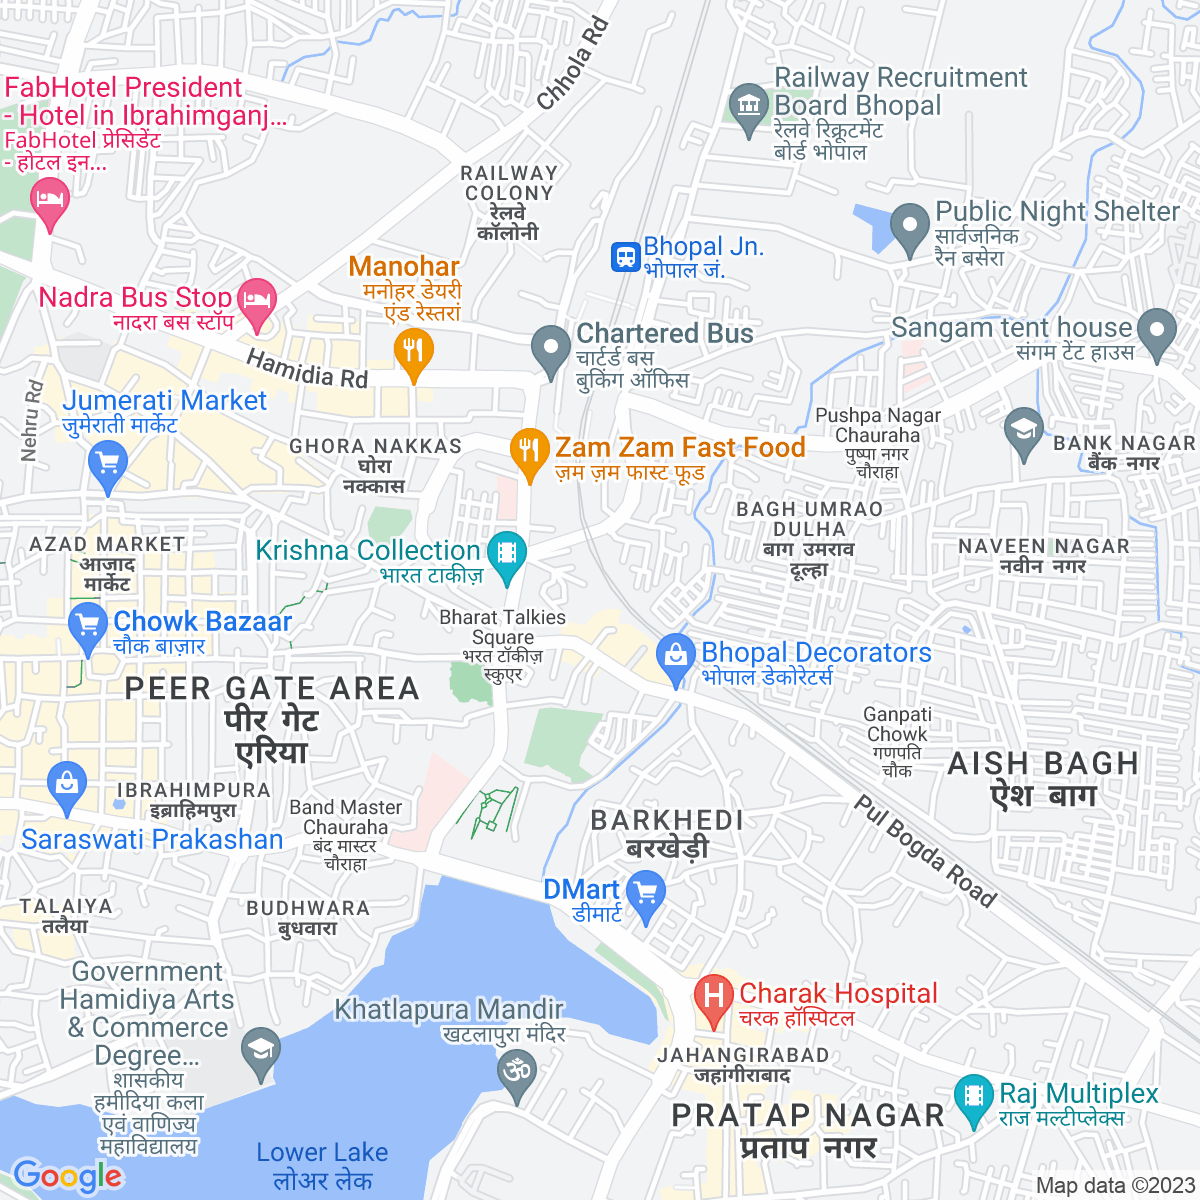 Chhola Rd
FabHotel President
- Hotel in Ibrahimganj...
FabHotel प्रेसिडेंट
- होटल इन...
Railway Recruitment
Board Bhopal
रेलवे रिक्रूटमेंट
बोर्ड भोपाल
RAILWAY
COLONY
रेलवे
कॉलोनी
Public Night Shelter
सार्वजनिक
रैन बसेरा
Bhopal Jn.
भोपाल जं.
Manohar
मनोहर डेयरी
एंड रेस्तरां
Nadra Bus Stop
नादरा बस स्टॉप
Chartered Bus
चार्टर्ड बस
बुकिंग ऑफिस
Sangam tent house
संगम टेंट हाउस
Hamidia Rd
Nehru Rd
Jumerati Market
जुमेराती मार्केट
Pushpa Nagar
Chauraha
पुष्पा नगर
चौराहा
BANK NAGAR
बैंक नगर
GHORA NAKKAS
घोरा
नक्कास
Zam Zam Fast Food
ज़म ज़म फास्ट फूड
BAGH UMRAO
DULHA
बाग उमराव
दूल्हा
AZAD MARKET
आजाद
मार्केट
Krishna Collection
भारत टाकीज़
NAVEEN NAGAR
नवीन नगर
Chowk Bazaar
चौक बाज़ार
Bharat Talkies
Square
भरत टॉकीज़
स्कुएर
Bhopal Decorators
भोपाल डेकोरेटर्स
PEER GATE AREA
पीर गेट
एरिया
Ganpati
Chowk
गणपति
चौक
AISH BAGH
ऐश बाग
IBRAHIMPURA
इब्राहिमपुरा
Saraswati Prakashan
Band Master
Chauraha
बंद मास्टर
चौराहा
BARKHEDI
बरखेड़ी
Pul Bogda Road
DMart
डीमार्ट
TALAIYA
तलैया
BUDHWARA
बुधवारा
Government
Hamidiya Arts
& Commerce
Degree...
शासकीय
हमीदिया कला
एवं वाणिज्य
महाविद्यालय
Khatlapura Mandir
खटलापुरा मंदिर
Charak Hospital
चरक हॉस्पिटल
JAHANGIRABAD
जहांगीराबाद
Raj Multiplex
राज मल्टीप्लेक्स
PRATAP NAGAR
प्रताप नगर
Lower Lake
लोअर लेक
Google
Map data ©2023